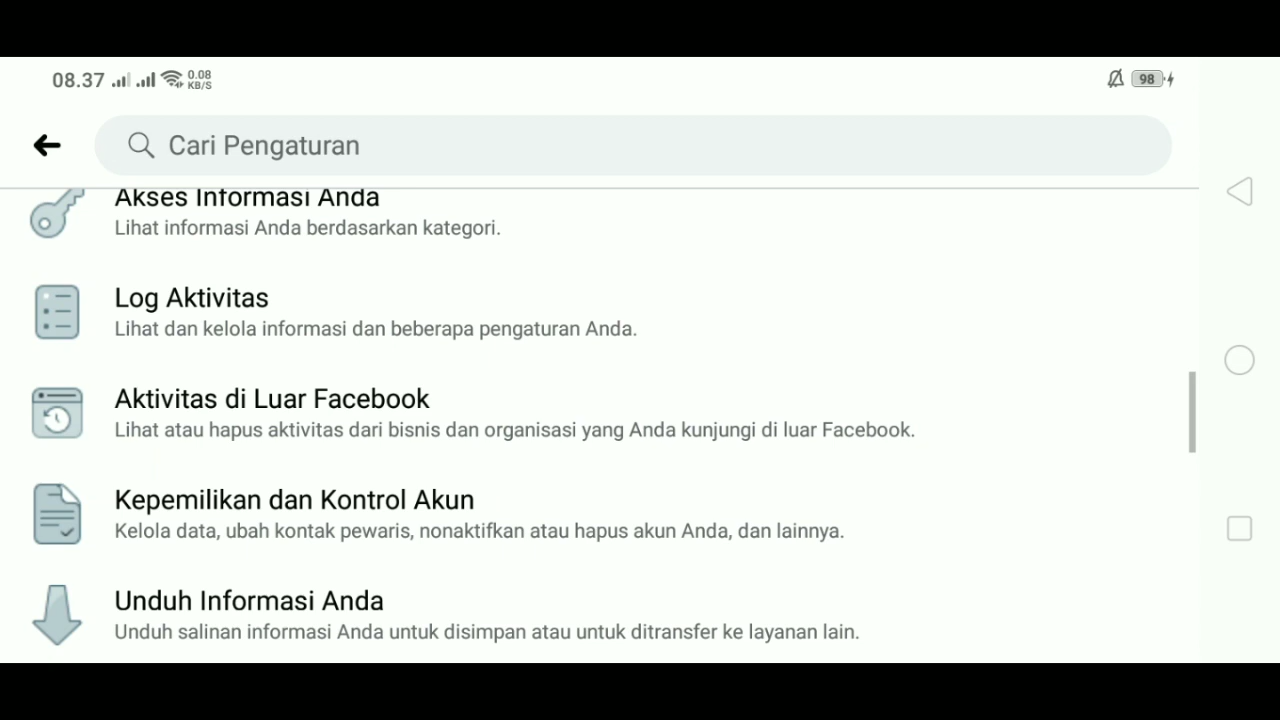 08.37 0.08 KB/S 98
Cari Pengaturan
Akses Informasi Anda
Lihat informasi Anda berdasarkan kategori.
Log Aktivitas
Lihat dan kelola informasi dan beberapa pengaturan Anda.
Aktivitas di Luar Facebook
Lihat atau hapus aktivitas dari bisnis dan organisasi yang Anda kunjungi di luar Facebook.
Kepemilikan dan Kontrol Akun
Kelola data, ubah kontak pewaris, nonaktifkan atau hapus akun Anda, dan lainnya.
Unduh Informasi Anda
Unduh salinan informasi Anda untuk disimpan atau untuk ditransfer ke layanan lain.